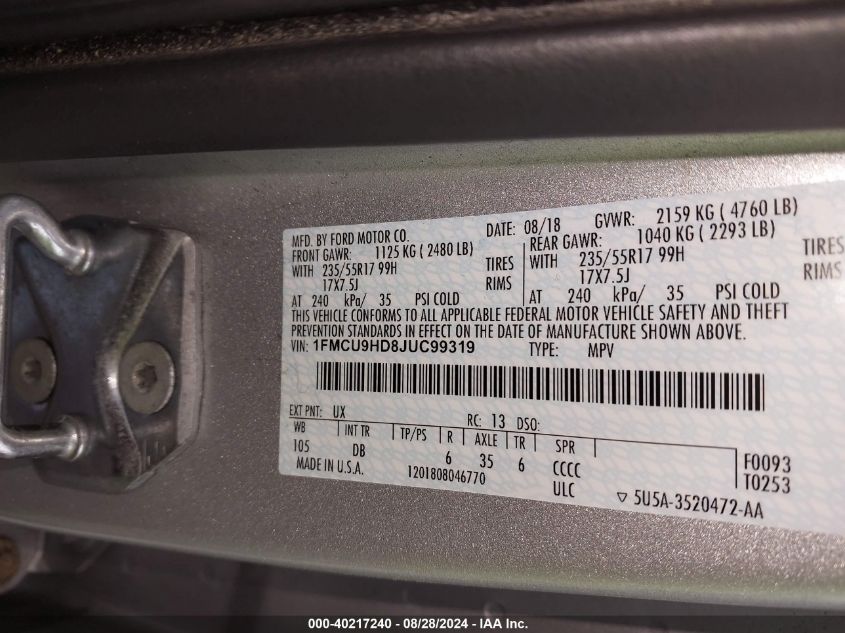 MFD. BY FORD MOTOR CO. DATE: 08/18 GVWR: 2159 KG ( 4760 LB)
FRONT GAWR: 1125 KG ( 2480 LB) REAR GAWR: 1040 KG ( 2293 LB)
WITH 235/55R17 99H TIRES WITH 235/55R17 99H TIRES
17X7.5J RIMS 17X7.5J RIMS
AT 240 kPa/ 35 PSI COLD AT 240 kPa/ 35 PSI COLD
THIS VEHICLE CONFORMS TO ALL APPLICABLE FEDERAL MOTOR VEHICLE SAFETY AND THEFT
PREVENTION STANDARDS IN EFFECT ON THE DATE OF MANUFACTURE SHOWN ABOVE.
VIN: 1FMCU9HD8JUC99319 TYPE: MPV
EXT PNT: UX RC: 13 DSO:
WB INT TR TP/PS R AXLE TR SPR
105 DB 6 35 6 CCCC F0093
MADE IN U.S.A. 1201808046770 ULC T0253
▽ 5U5A-3520472-AA
000-40217240 - 08/28/2024 - IAA Inc.